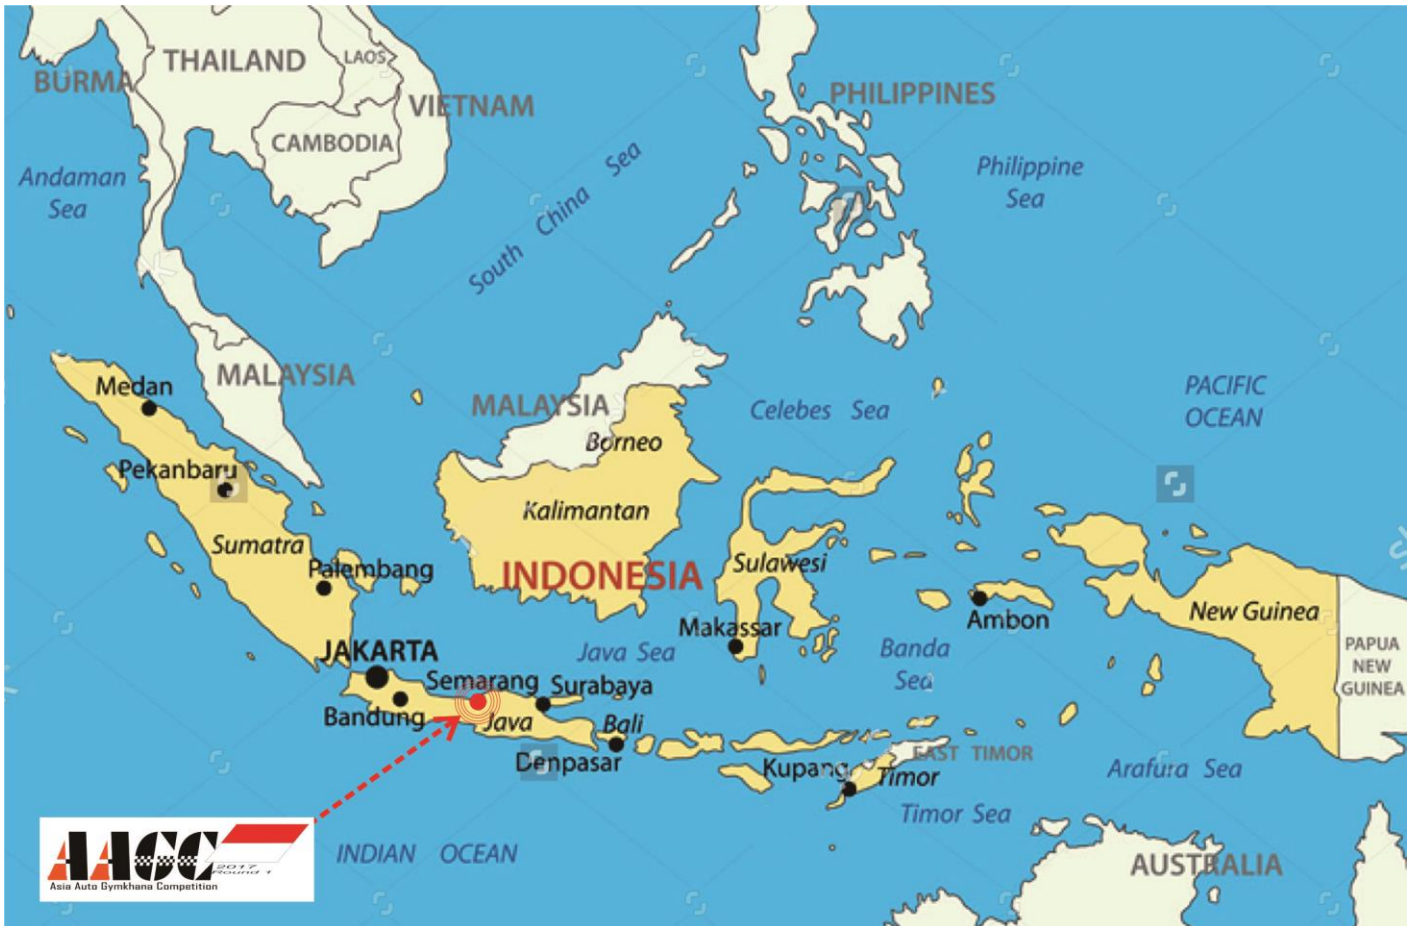 THAILAND
LAOS
BURMA
VIETNAM
CAMBODIA
PHILIPPINES
Andaman
Sea
South China Sea
Philippine
Sea
MALAYSIA
Medan
MALAYSIA
Celebes Sea
PACIFIC
OCEAN
Borneo
Pekanbaru
Kalimantan
Sumatra
Palembang
INDONESIA
Sulawesi
New Guinea
Makassar
Ambon
JAKARTA
Java Sea
Banda
Sea
PAPUA
NEW
GUINEA
Semarang
Surabaya
Bandung
Java
Bali
Denpasar
Kupang
Timor
EAST TIMOR
Arafura Sea
Timor Sea
INDIAN OCEAN
AUSTRALIA
AAGC
2017
Round 1
Asia Auto Gymkhana Competition